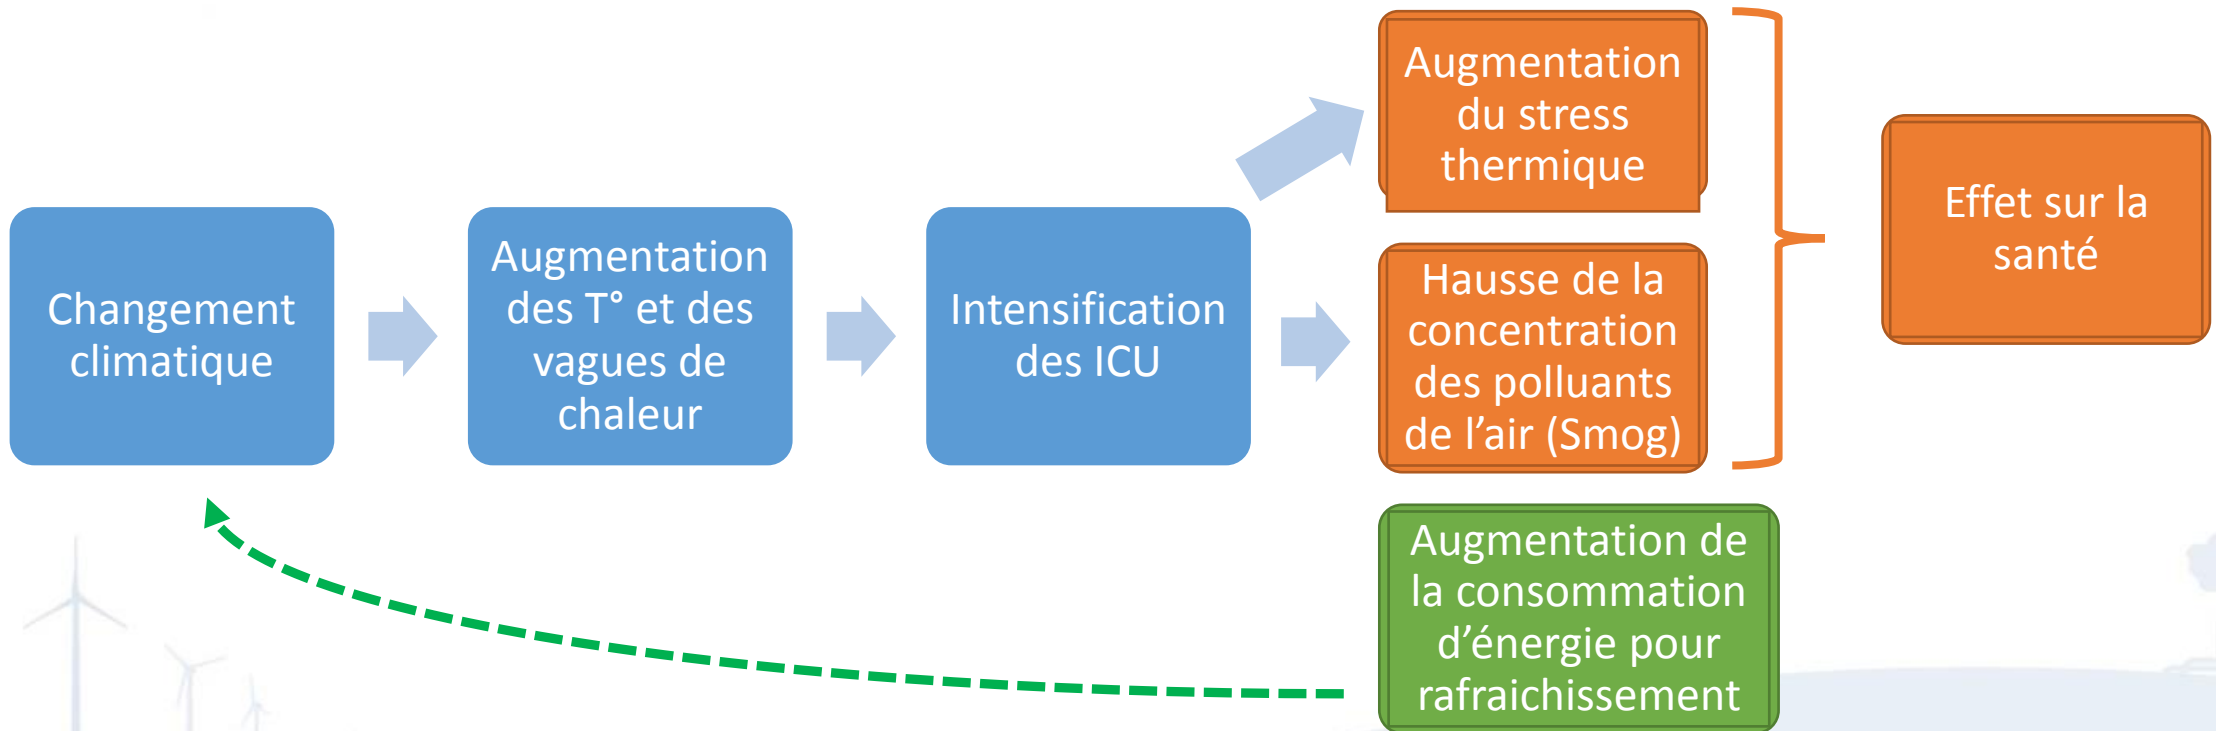 Changement
climatique
Augmentation
des T° et des
vagues de
chaleur
Intensification
des ICU
Augmentation
du stress
thermique
Hausse de la
concentration
des polluants
de l’air (Smog)
Augmentation de
la consommation
d’énergie pour
rafraichissement
Effet sur la
santé